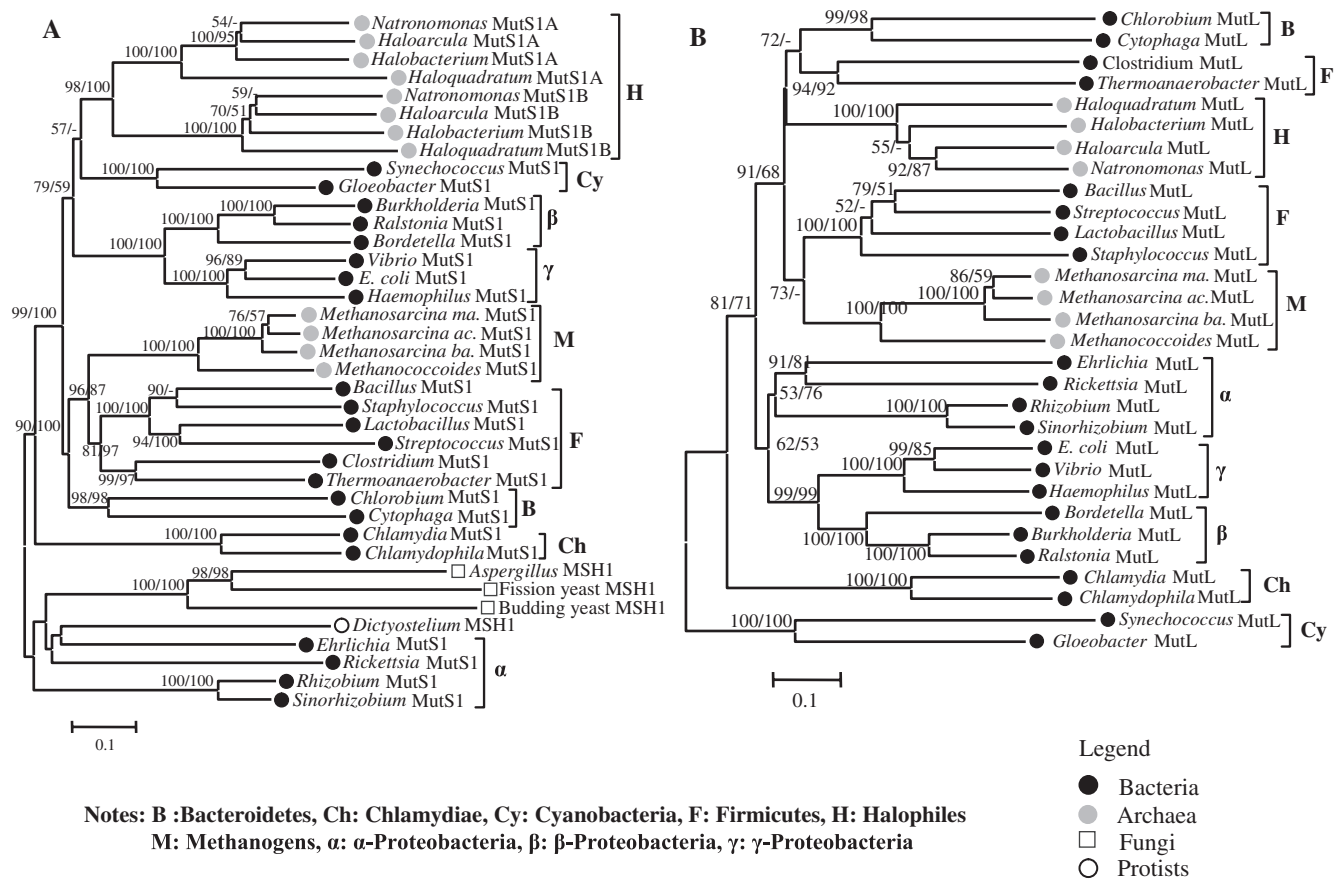 A
54/-
Natronomonas MutS1A
100/95
Haloarcula MutS1A
100/100
Halobacterium MutS1A
Haloquadratum MutS1A
98/100
59/-
Natronomonas MutS1B
H
70/51
Haloarcula MutS1B
57/-
100/100
Halobacterium MutS1B
Haloquadratum MutS1B
100/100
Synechococcus MutS1
Cy
79/59
Gloeobacter MutS1
100/100
Burkholderia MutS1
100/100
Ralstonia MutS1
β
100/100
Bordetella MutS1
96/89
Vibrio MutS1
100/100
E. coli MutS1
γ
Haemophilus MutS1
99/100
76/57
Methanosarcina ma. MutS1
100/100
Methanosarcina ac. MutS1
100/100
Methanosarcina ba. MutS1
M
Methanococcoides MutS1
96/87
90/-
Bacillus MutS1
100/100
Staphylococcus MutS1
90/100
Lactobacillus MutS1
94/100
Streptococcus MutS1
F
81/97
Clostridium MutS1
99/97
Thermoanaerobacter MutS1
98/98
Chlorobium MutS1
B
Cytophaga MutS1
100/100
Chlamydia MutS1
Ch
Chlamydophila MutS1
98/98
Aspergillus MSH1
100/100
Fission yeast MSH1
Budding yeast MSH1
Dictyostelium MSH1
Ehrlichia MutS1
Rickettsia MutS1
α
100/100
Rhizobium MutS1
Sinorhizobium MutS1
0.1
B
99/98
Chlorobium MutL
B
72/-
Cytophaga MutL
Clostridium MutL
F
94/92
Thermoanaerobacter MutL
100/100
Haloquadratum MutL
Halobacterium MutL
H
55/-
Haloarcula MutL
92/87
Natronomonas MutL
91/68
79/51
Bacillus MutL
52/-
Streptococcus MutL
F
100/100
Lactobacillus MutL
Staphylococcus MutL
73/-
86/59
Methanosarcina ma. MutL
100/100
Methanosarcina ac. MutL
100/100
Methanosarcina ba. MutL
M
Methanococcoides MutL
81/71
91/81
Ehrlichia MutL
53/76
Rickettsia MutL
α
100/100
Rhizobium MutL
Sinorhizobium MutL
62/53
99/85
E. coli MutL
100/100
Vibrio MutL
γ
99/99
Haemophilus MutL
Bordetella MutL
100/100
Burkholderia MutL
β
100/100
Ralstonia MutL
100/100
Chlamydia MutL
Ch
Chlamydophila MutL
100/100
Synechococcus MutL
Cy
Gloeobacter MutL
0.1
Legend
Bacteria
Archaea
Fungi
Protists
Notes: B :Bacteroidetes, Ch: Chlamydiae, Cy: Cyanobacteria, F: Firmicutes, H: Halophiles
M: Methanogens, α: α-Proteobacteria, β: β-Proteobacteria, γ: γ-Proteobacteria